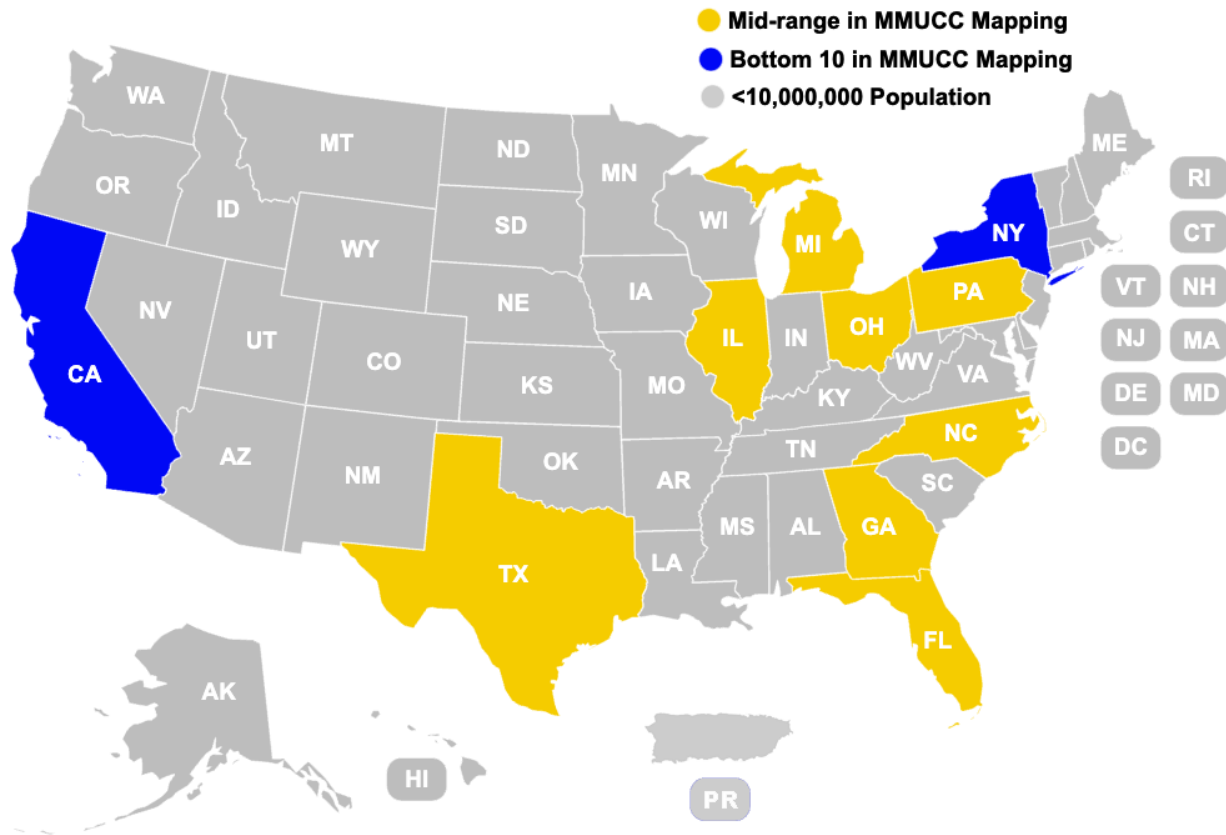 Mid-range in MMUCC Mapping
Bottom 10 in MMUCC Mapping
<10,000,000 Population
WA
MT
ND
MN
ME
OR
ID
SD
WI
MI
NY
RI
CT
WY
IA
NE
PA
VT
NH
NV
UT
CO
IL
IN
OH
WV
VA
NJ
MA
CA
KS
MO
KY
DE
MD
AZ
NM
OK
TN
NC
DC
AR
SC
MS
AL
GA
TX
LA
FL
AK
HI
PR